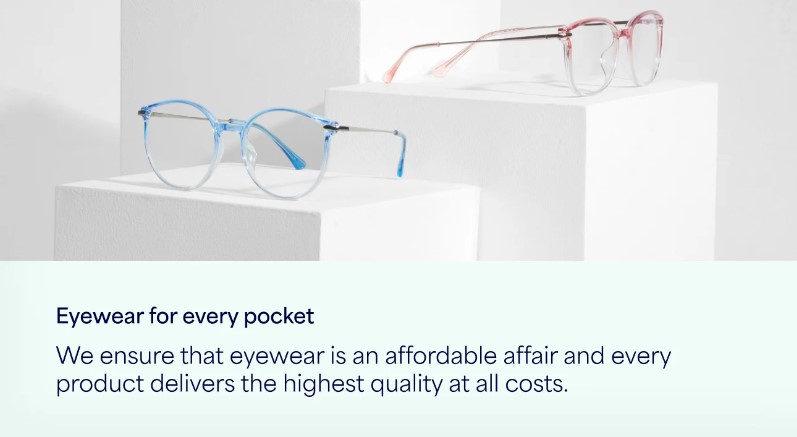 Eyewear for every pocket
We ensure that eyewear is an affordable affair and every
product delivers the highest quality at all costs.